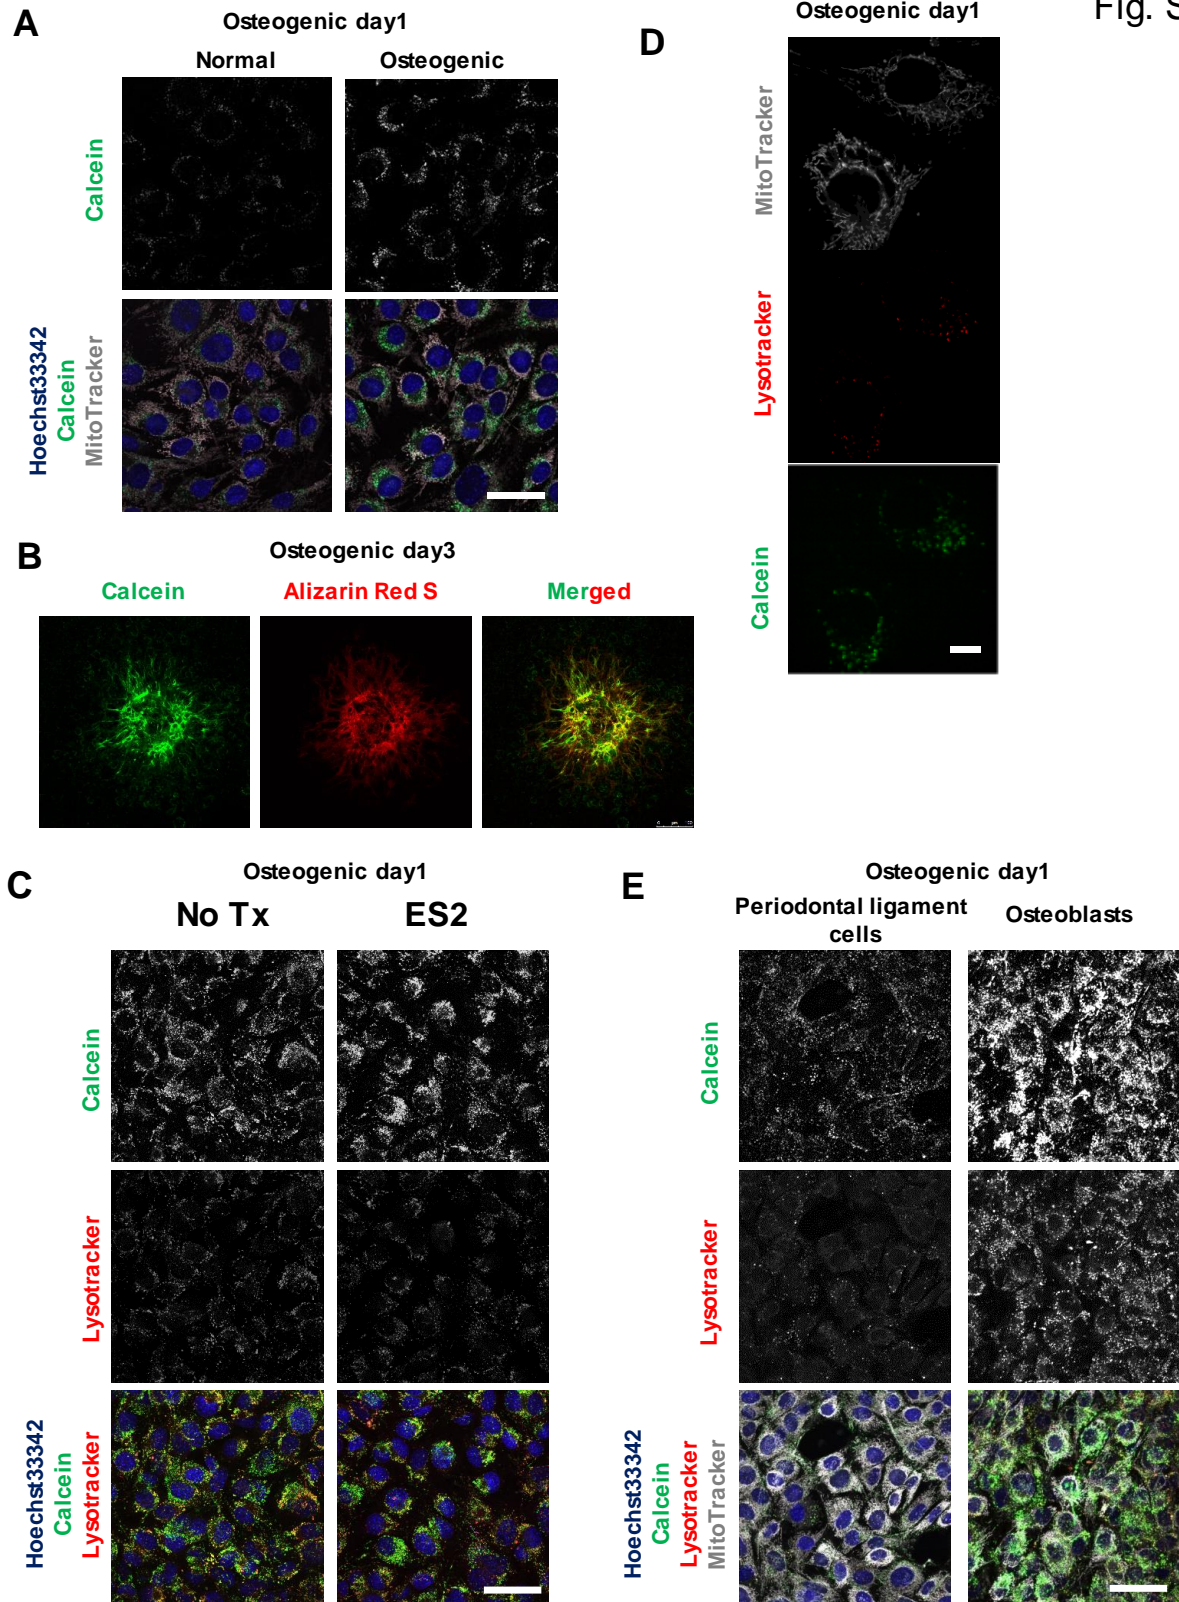 Fig. S
A
Osteogenic day1
Normal
Osteogenic
Calcein
Hoechst33342
Calcein
MitoTracker
B
Osteogenic day3
Calcein
Alizarin Red S
Merged
C
Osteogenic day1
No Tx
ES2
Calcein
Lysotracker
Hoechst33342
Calcein
Lysotracker
D
Osteogenic day1
MitoTracker
Lysotracker
Calcein
E
Osteogenic day1
Periodontal ligament
cells
Osteoblasts
Calcein
Lysotracker
Hoechst33342
Calcein
Lysotracker
MitoTracker